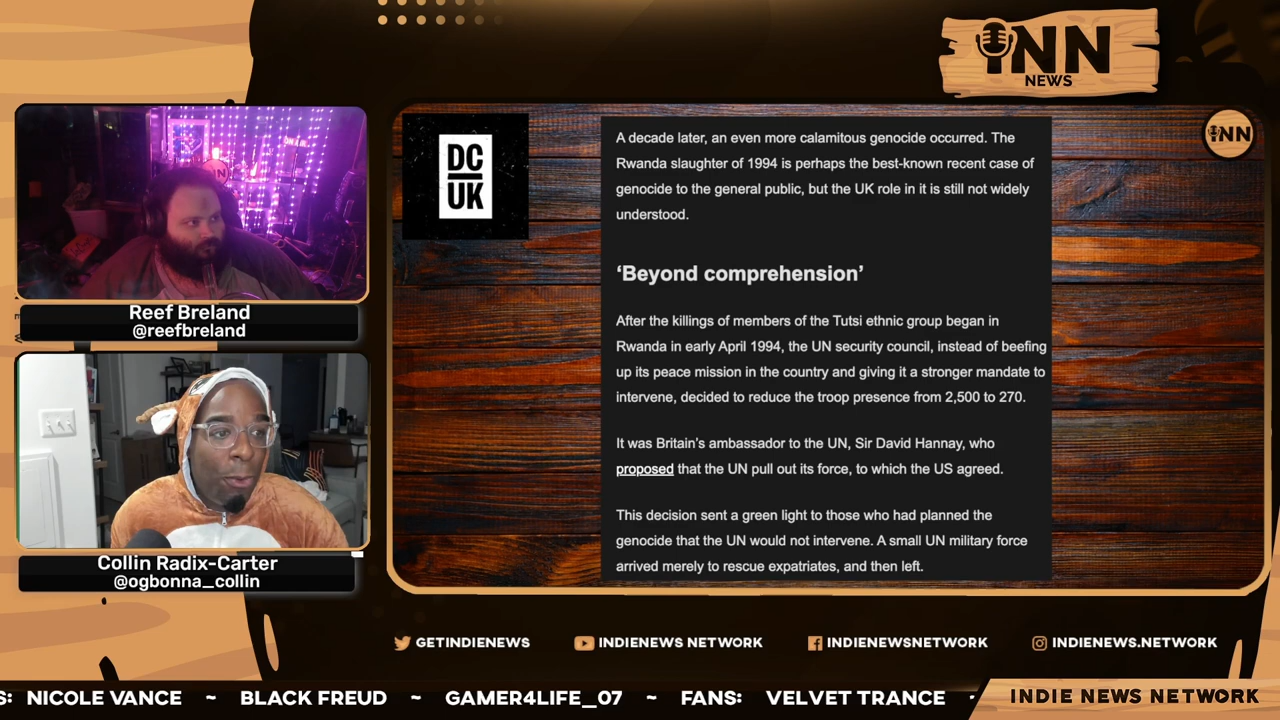 iNN
NEWS
iNN
DC
UK
A decade later, an even more calamitous genocide occurred. The
Rwanda slaughter of 1994 is perhaps the best-known recent case of
genocide to the general public, but the UK role in it is still not widely
understood.
‘Beyond comprehension’
After the killings of members of the Tutsi ethnic group began in
Rwanda in early April 1994, the UN security council, instead of beefing
up its peace mission in the country and giving it a stronger mandate to
intervene, decided to reduce the troop presence from 2,500 to 270.
It was Britain’s ambassador to the UN, Sir David Hannay, who
proposed that the UN pull out its force, to which the US agreed.
This decision sent a green light to those who had planned the
genocide that the UN would not intervene. A small UN military force
arrived merely to rescue expatriates, and then left.
Reef Breland
@reefbreland
Collin Radix-Carter
@ogbonna_collin
GETINDIENEWS
INDIENEWS NETWORK
INDIENEWSNETWORK
INDIENEWS.NETWORK
S: NICOLE VANCE ~ BLACK FREUD ~ GAMER4LIFE_07 ~ FANS: VELVET TRANCE
INDIE NEWS NETWORK